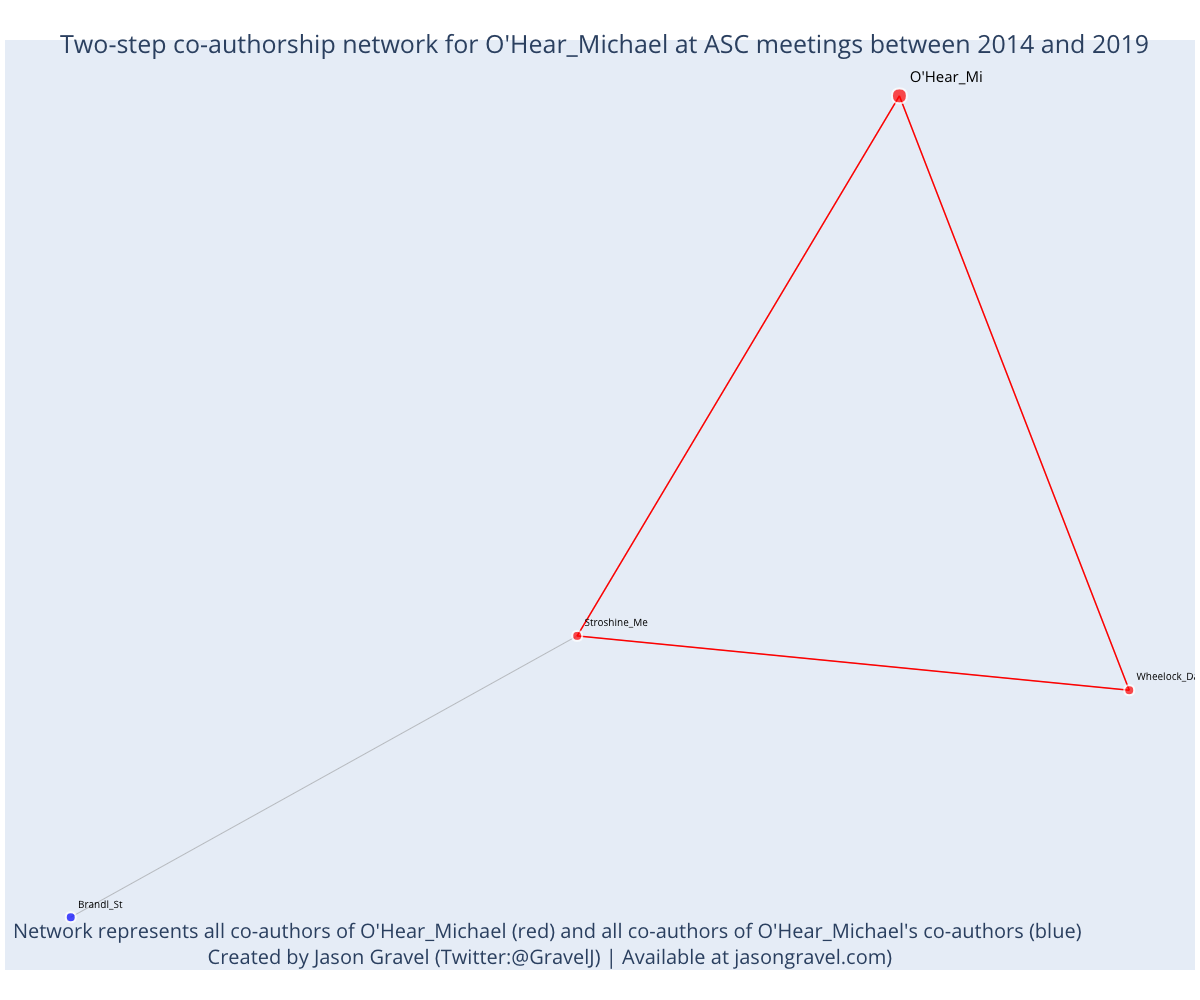 Two-step co-authorship network for O'Hear_Michael at ASC meetings between 2014 and 2019
O'Hear_Mi
Stroshine_Me
Wheelock_Da
Brandl_St
Network represents all co-authors of O'Hear_Michael (red) and all co-authors of O'Hear_Michael's co-authors (blue)
Created by Jason Gravel (Twitter:@GravelJ) | Available at jasongravel.com)